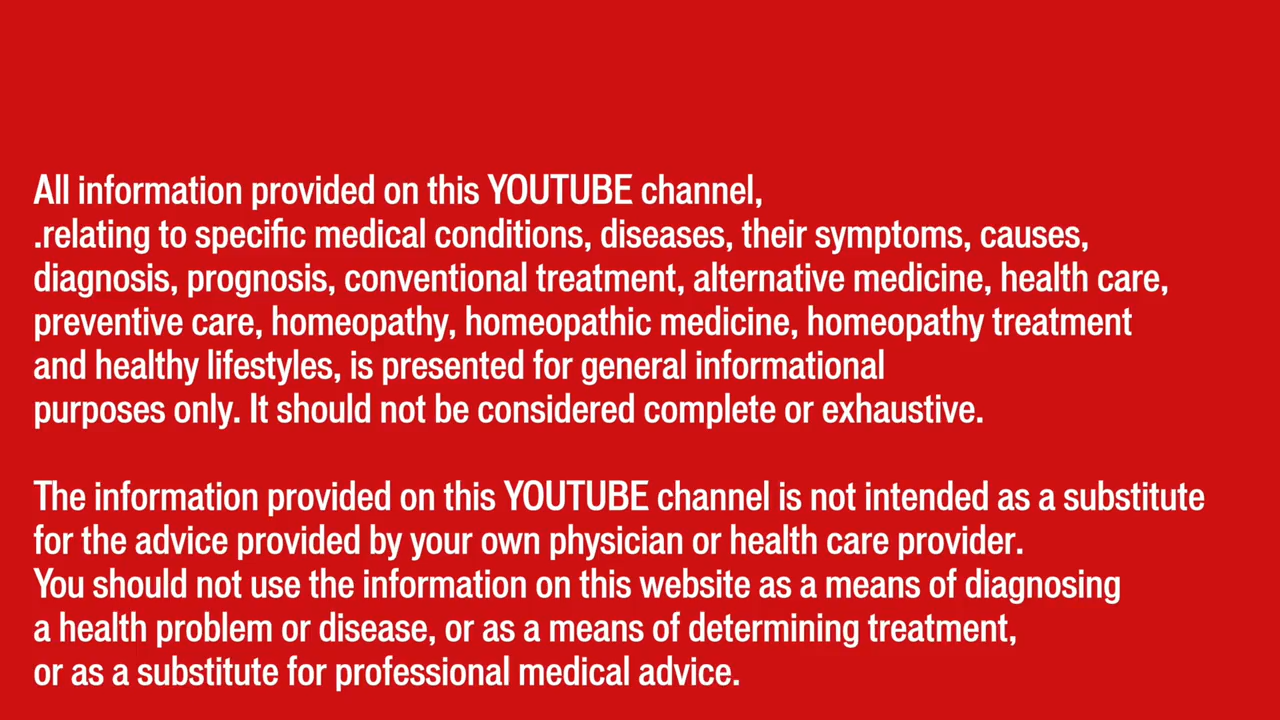 All information provided on this YOUTUBE channel,
.relating to specific medical conditions, diseases, their symptoms, causes,
diagnosis, prognosis, conventional treatment, alternative medicine, health care,
preventive care, homeopathy, homeopathic medicine, homeopathy treatment
and healthy lifestyles, is presented for general informational
purposes only. It should not be considered complete or exhaustive.
The information provided on this YOUTUBE channel is not intended as a substitute
for the advice provided by your own physician or health care provider.
You should not use the information on this website as a means of diagnosing
a health problem or disease, or as a means of determining treatment,
or as a substitute for professional medical advice.